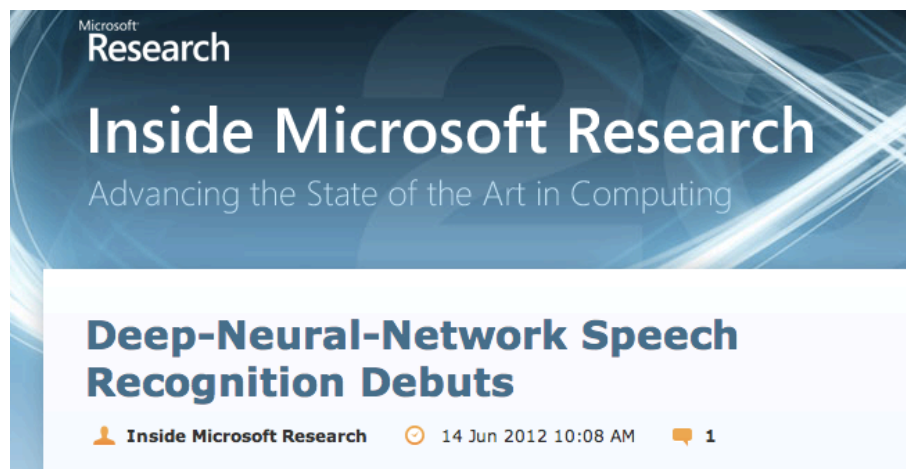 Microsoft
Research
Inside Microsoft Research
Advancing the State of the Art in Computing
Deep-Neural-Network Speech
Recognition Debuts
Inside Microsoft Research 14 Jun 2012 10:08 AM 1